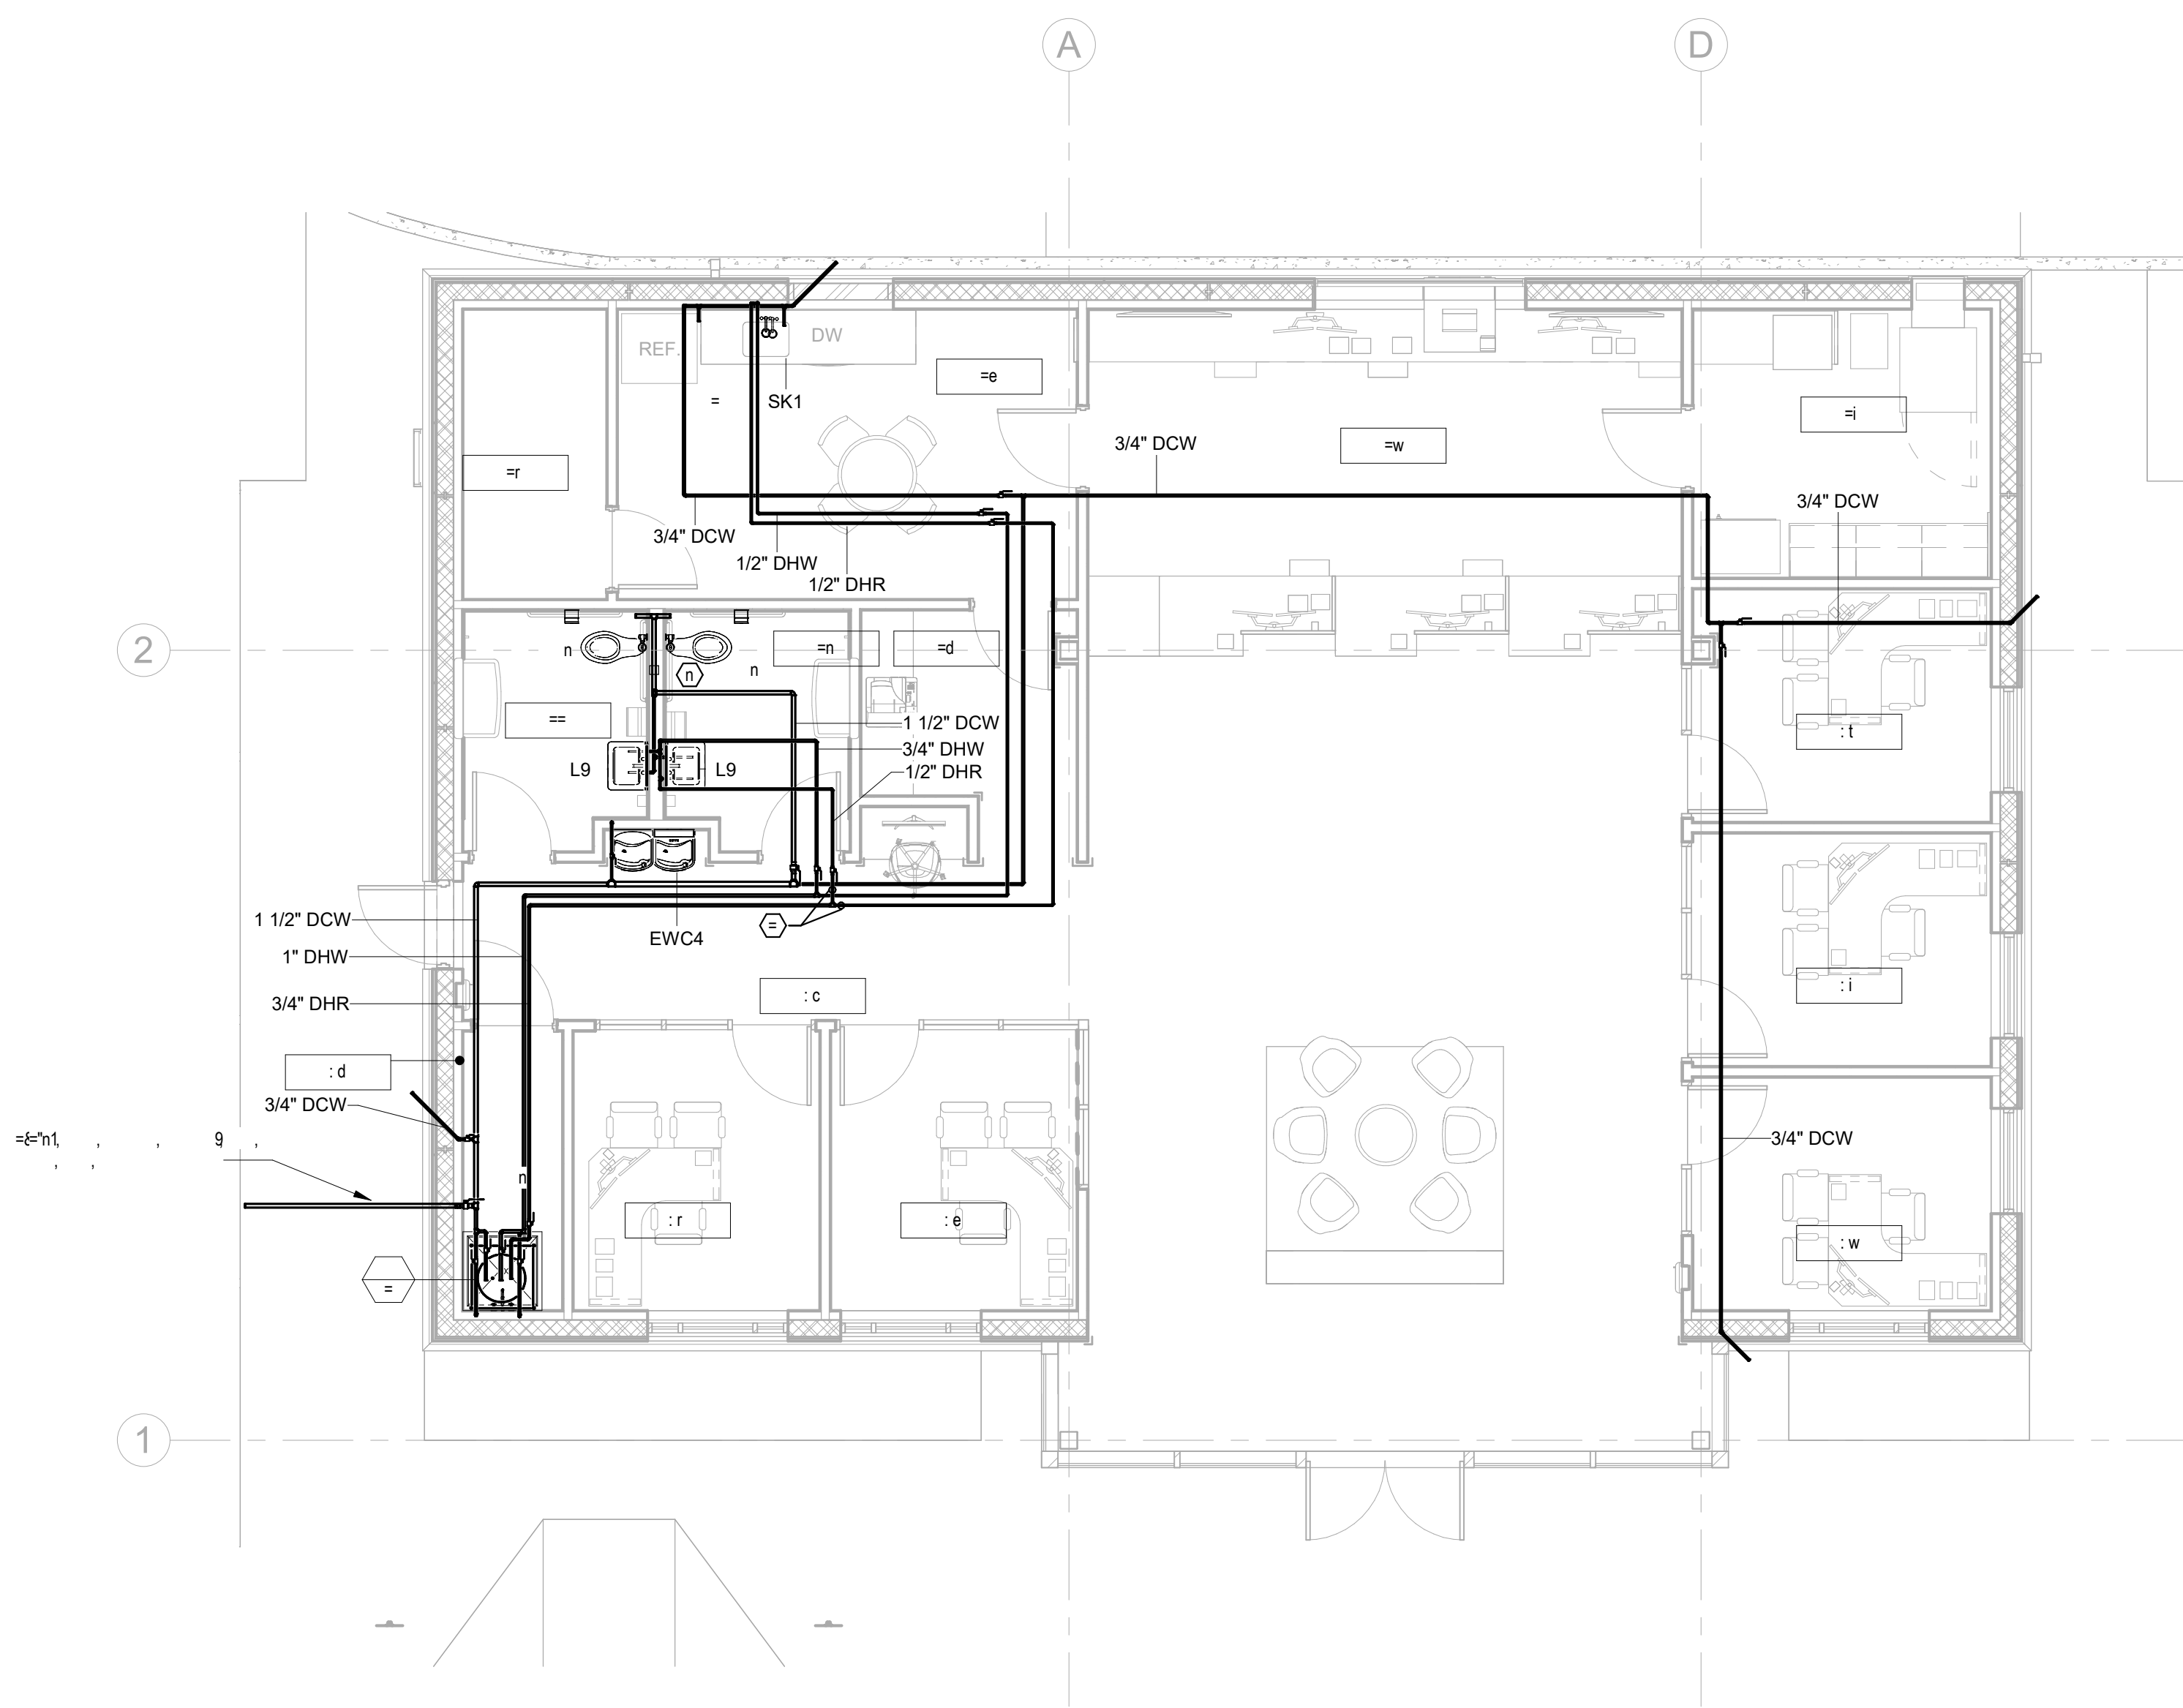 A
D
REF.
DW
=e
=
SK1
=i
3/4" DCW
=w
=r
3/4" DCW
3/4" DCW
1/2" DHW
1/2" DHR
2
n
=n
=d
n
n
==
1 1/2" DCW
: t
3/4" DHW
L9
L9
1/2" DHR
1 1/2" DCW
=
EWC4
1" DHW
: i
: c
3/4" DHR
: d
3/4" DCW
3/4" DCW
n
: r
: e
: w
=
1